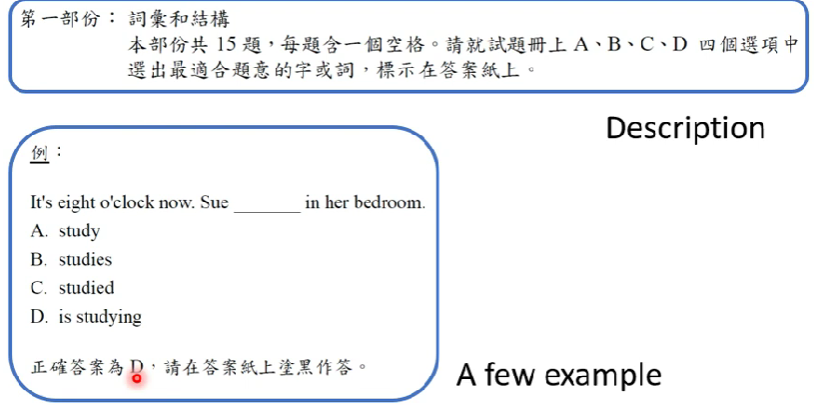 第一部份：詞彙和結構
本部份共 15 題，每題含一個空格。請就試題冊上 A、B、C、D 四個選項中
選出最適合題意的字或詞，標示在答案紙上。
Description
例：
It's eight o'clock now. Sue ________ in her bedroom.
A. study
B. studies
C. studied
D. is studying
正確答案為 D，請在答案紙上塗黑作答。
A few example